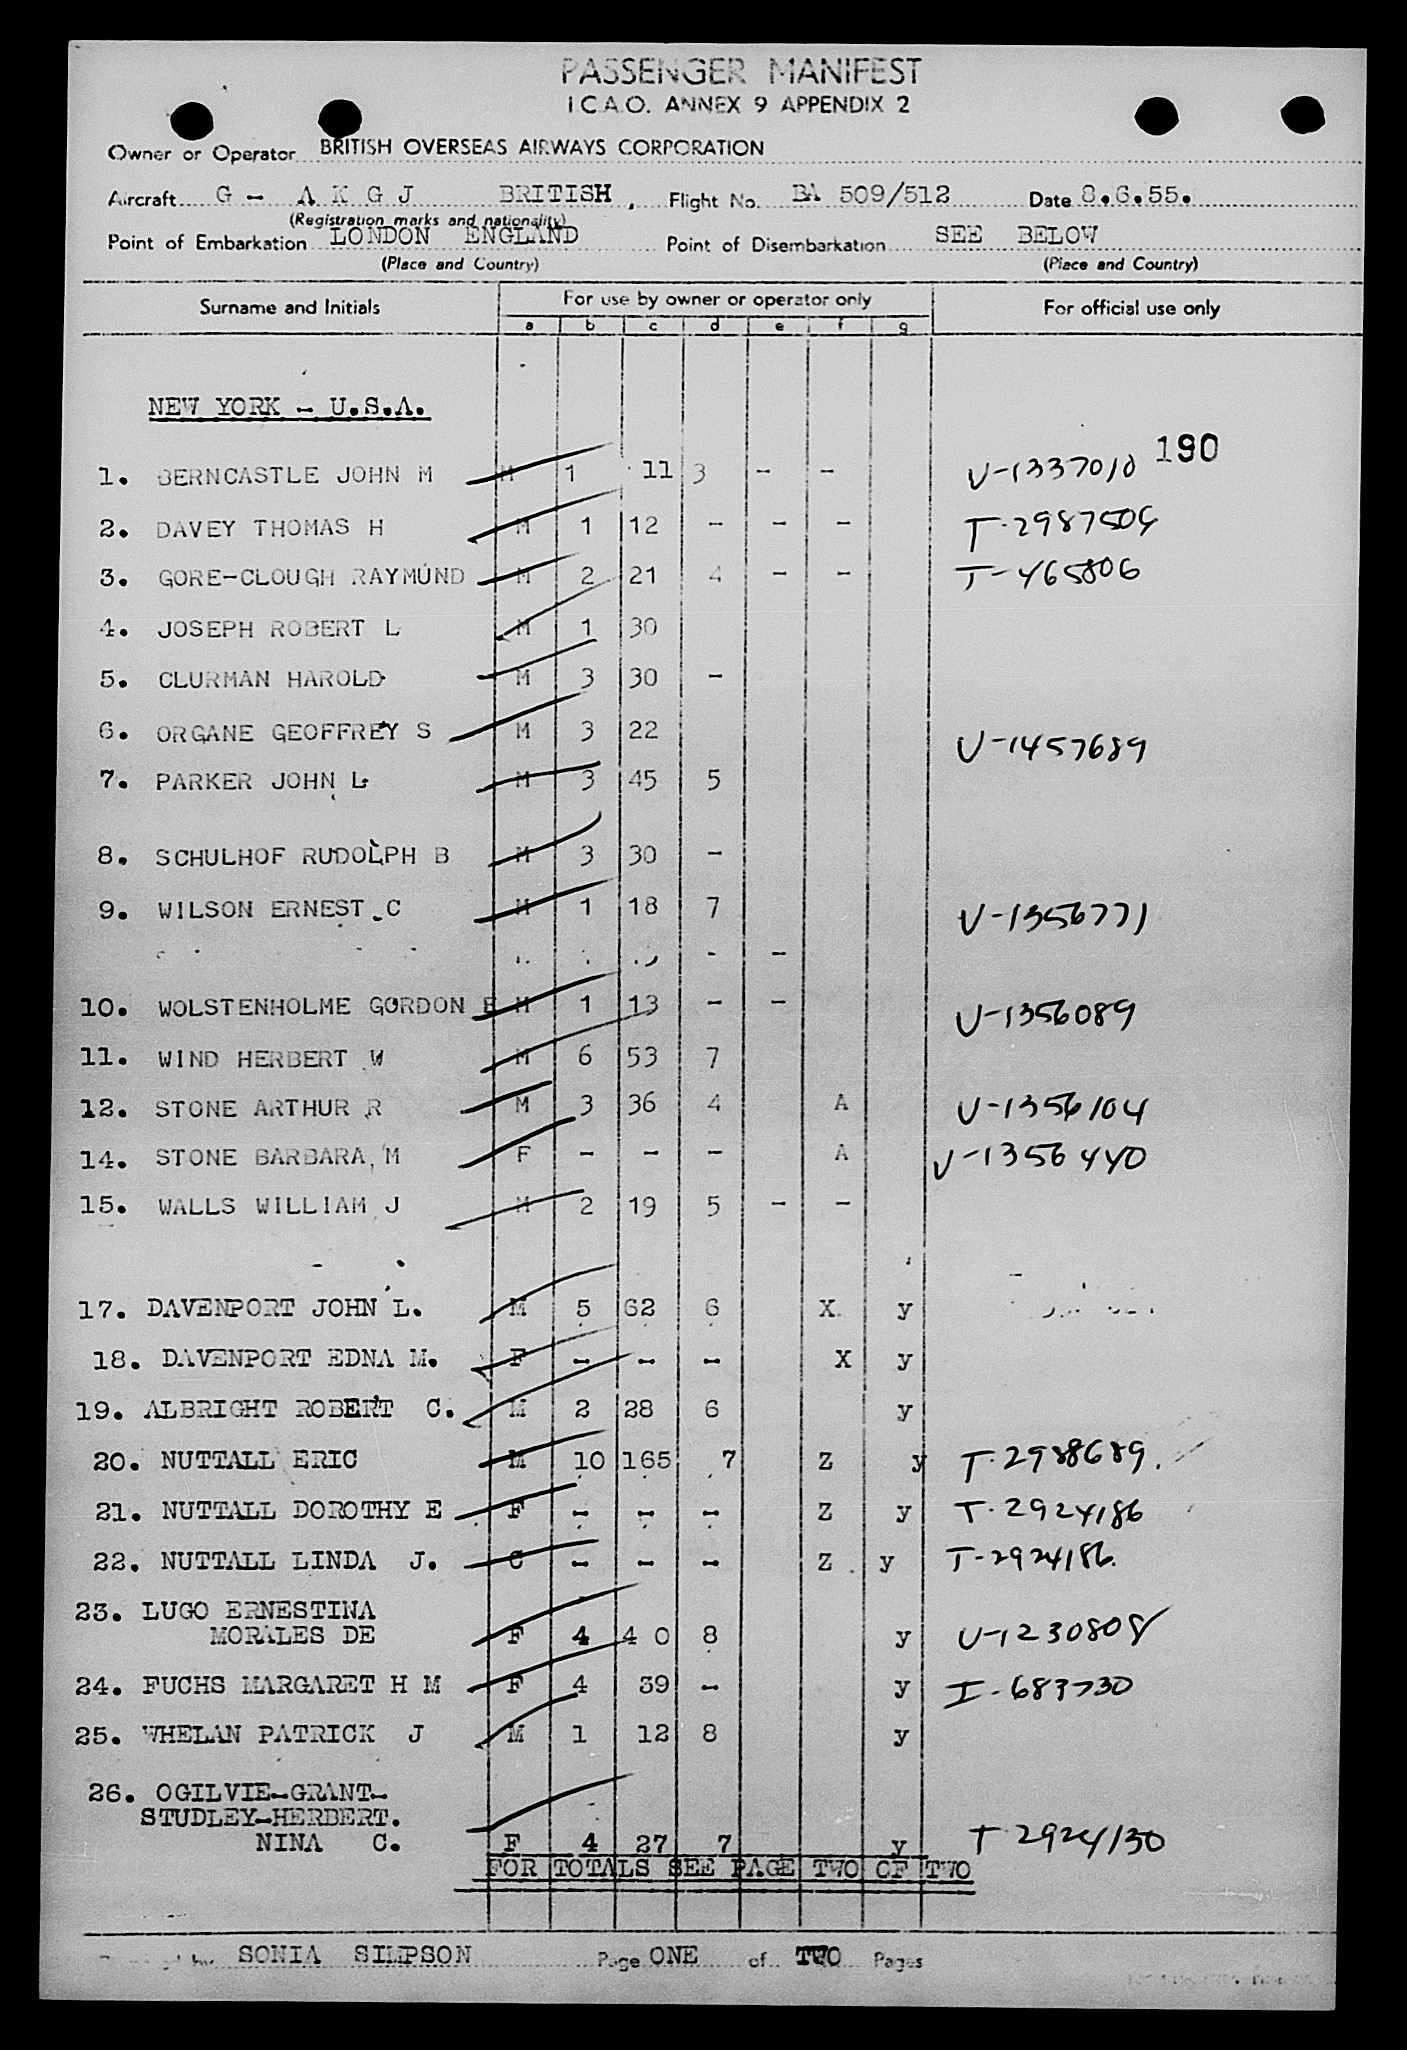 PASSENGER MANIFEST
I C.A.O. ANNEX 9 APPENDIX 2
Owner or Operator BRITISH OVERSEAS AIRWAYS CORPORATION
Aircraft G - A K G J BRITISH, Flight No. BA 509/512 Date 8.6.55.
(Registration marks and nationality)
Point of Embarkation LONDON ENGLAND Point of Disembarkation SEE BELOW
(Place and Country) (Place and Country)
Surname and Initials For use by owner or operator only For official use only
a b c d e f g
NEW YORK - U.S.A.
190
1. BERNCASTLE JOHN M M 1 11 3 - - V-1337010
2. DAVEY THOMAS H M 1 12 - - - T-2987509
3. GORE-CLOUGH RAYMUND M 2 21 4 - - T-465806
4. JOSEPH ROBERT L M 1 30
5. CLURMAN HAROLD M 3 30 -
6. ORGANE GEOFFREY S M 3 22 V-1457689
7. PARKER JOHN L M 3 45 5
8. SCHULHOF RUDOLPH B M 3 30 -
9. WILSON ERNEST C M 1 18 7 V-1356771
- -
10. WOLSTENHOLME GORDON E M 1 13 - - V-1356089
11. WIND HERBERT W M 6 53 7
12. STONE ARTHUR R M 3 36 4 A V-1356104
14. STONE BARBARA M F - - - A V-1356440
15. WALLS WILLIAM J M 2 19 5 - -
17. DAVENPORT JOHN L. M 5 62 6 X y
18. DAVENPORT EDNA M. F - - - X y
19. ALBRIGHT ROBERT C. M 2 28 6 y
20. NUTTALL ERIC M 10 165 7 Z y T-2988689.
21. NUTTALL DOROTHY E F - - - Z y T-2924186
22. NUTTALL LINDA J. C - - - Z y T-2924186.
23. LUGO ERNESTINA
MORALES DE F 4 40 8 y V-1230808
24. FUCHS MARGARET H M F 4 39 - y I-683730
25. WHELAN PATRICK J M 1 12 8 y
26. OGILVIE-GRANT-
STUDLEY-HERBERT.
NINA C. F 4 27 7 y T-2924130
FOR TOTALS SEE PAGE TWO OF TWO
SONIA SIMPSON Page ONE of TWO Pages